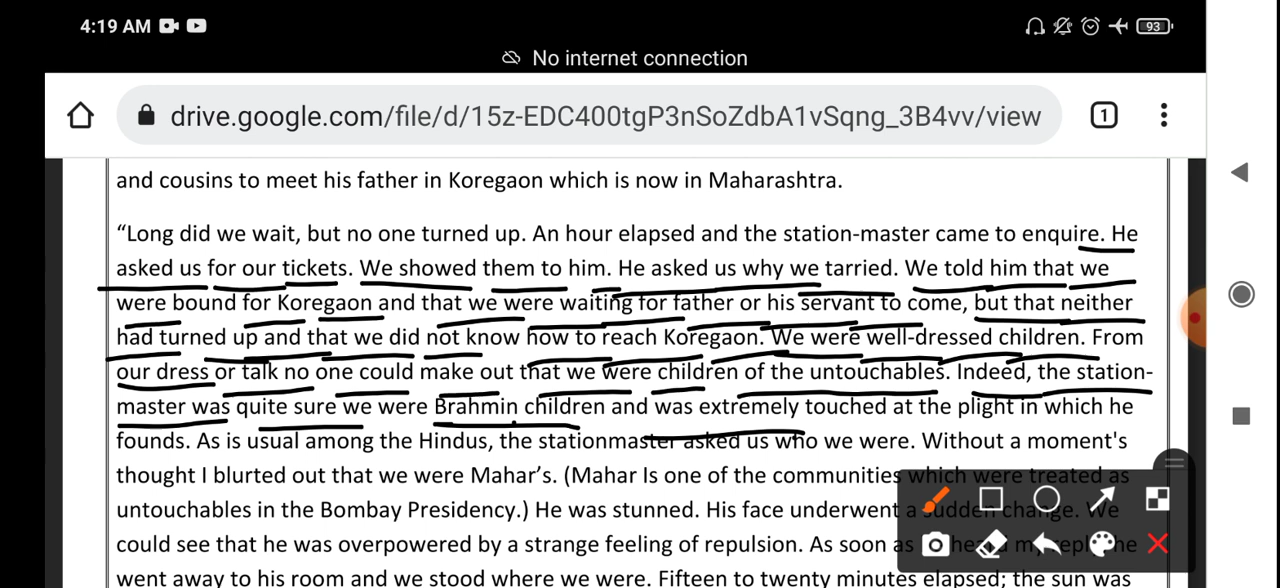 4:19 AM
93
No internet connection
drive.google.com/file/d/15z-EDC400tgP3nSoZdbA1vSqng_3B4vv/view
1
and cousins to meet his father in Koregaon which is now in Maharashtra.
“Long did we wait, but no one turned up. An hour elapsed and the station-master came to enquire. He
asked us for our tickets. We showed them to him. He asked us why we tarried. We told him that we
were bound for Koregaon and that we were waiting for father or his servant to come, but that neither
had turned up and that we did not know how to reach Koregaon. We were well-dressed children. From
our dress or talk no one could make out that we were children of the untouchables. Indeed, the station-
master was quite sure we were Brahmin children and was extremely touched at the plight in which he
founds. As is usual among the Hindus, the stationmaster asked us who we were. Without a moment's
thought I blurted out that we were Mahar’s. (Mahar Is one of the communities which were treated as
untouchables in the Bombay Presidency.) He was stunned. His face underwent a sudden change. We
could see that he was overpowered by a strange feeling of repulsion. As soon as he heard my reply he
went away to his room and we stood where we were. Fifteen to twenty minutes elapsed; the sun was